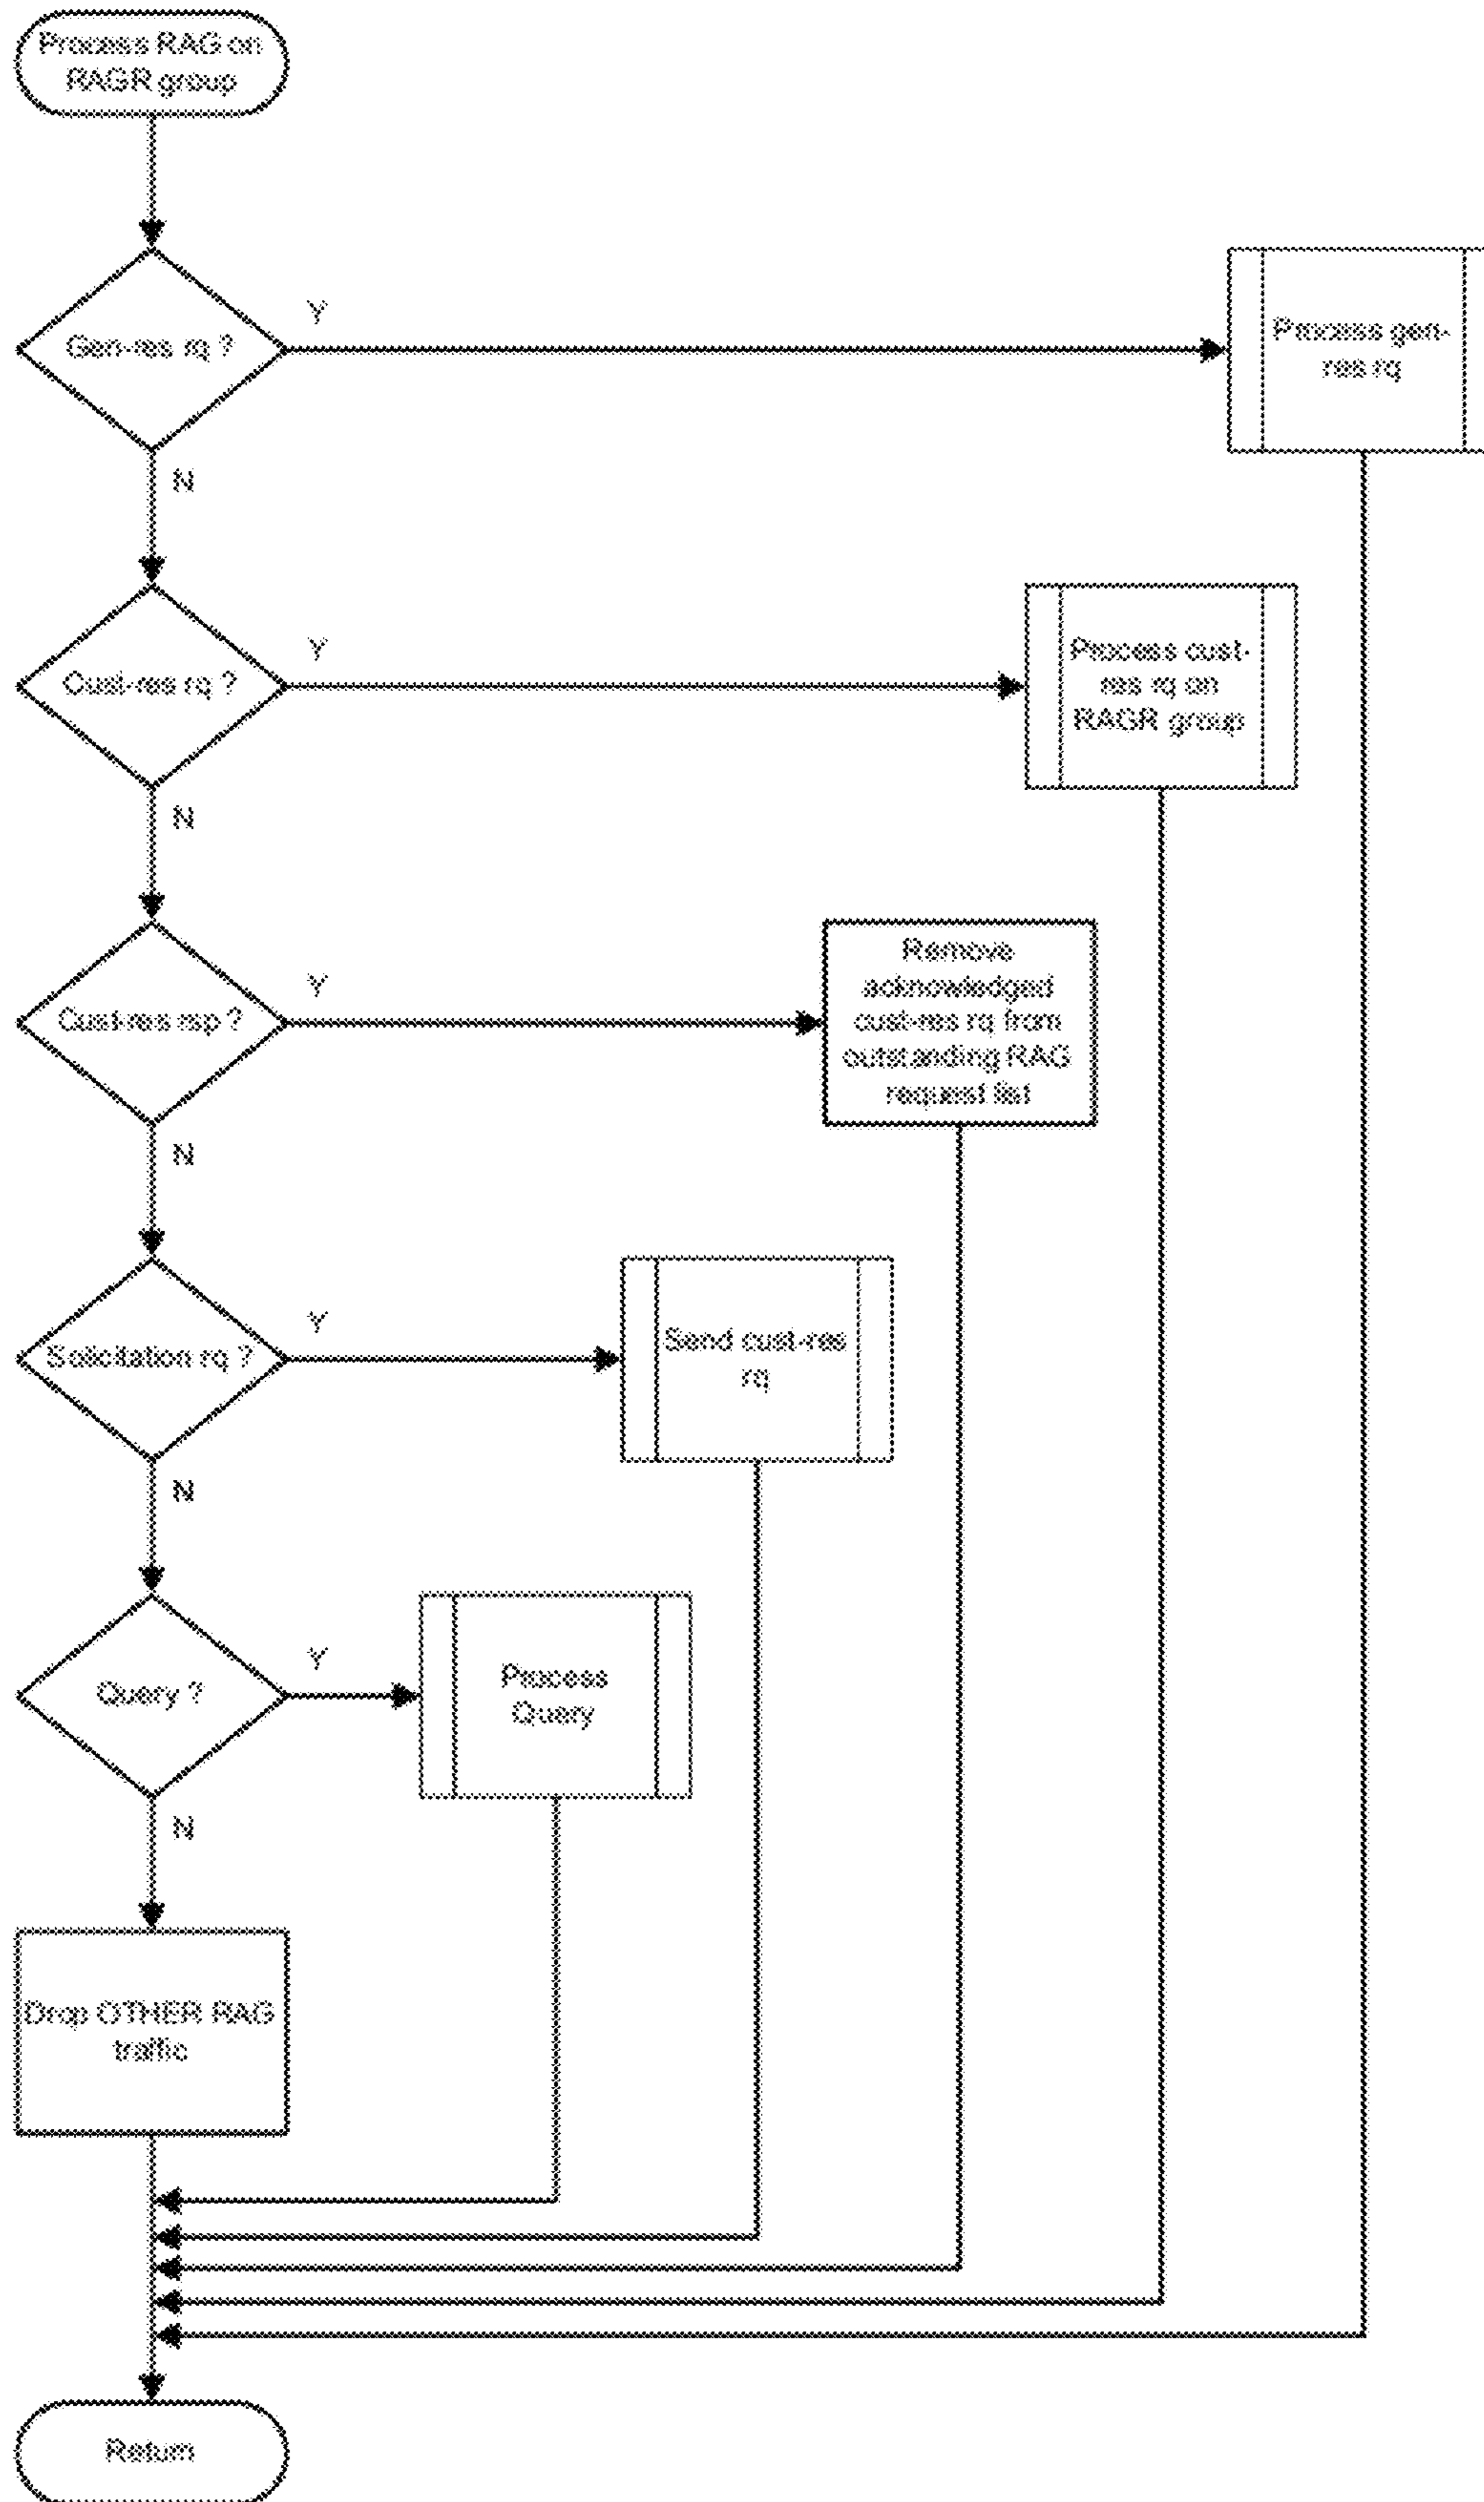 Process RAG on
RAGR group
Gen-res rq ?
Y
Process gen-
res rq
N
Cust-res rq ?
Y
Process cust-
res rq on
RAGR group
N
Cust-res rsp ?
Y
Remove
acknowledged
cust-res rq from
outstanding RAG
request list
N
Solicitation rq ?
Y
Send cust-res
rq
N
Query ?
Y
Process
Query
N
Drop OTHER RAG
traffic
Return